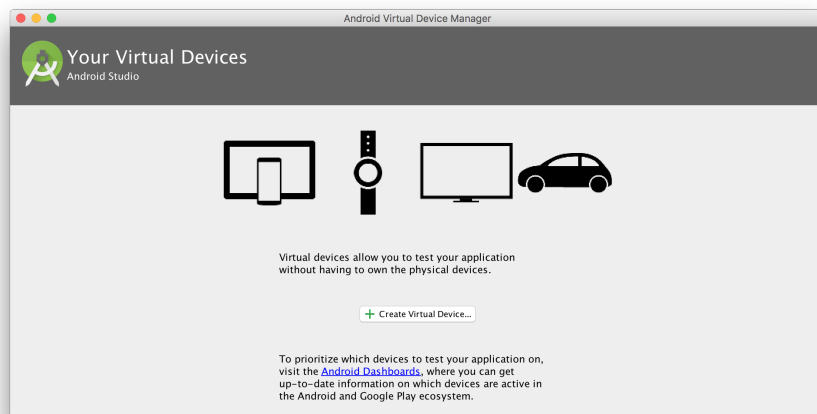 Android Virtual Device Manager
Your Virtual Devices
Android Studio
Virtual devices allow you to test your application
without having to own the physical devices.
Create Virtual Device...
To prioritize which devices to test your application on,
visit the Android Dashboards, where you can get
up-to-date information on which devices are active in
the Android and Google Play ecosystem.